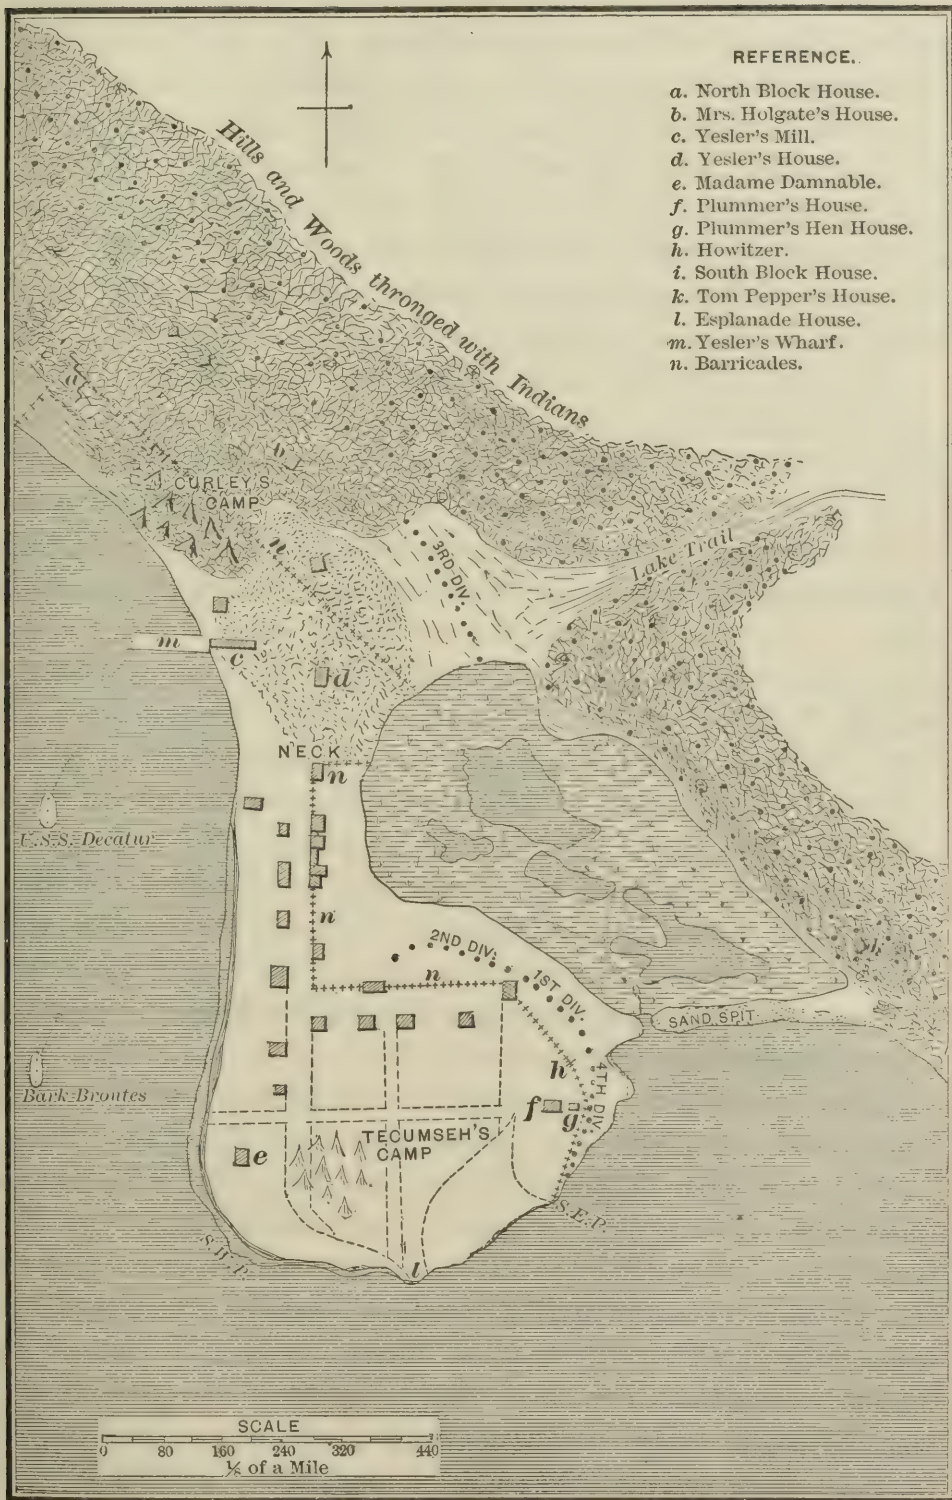 REFERENCE.
a. North Block House.
b. Mrs. Holgate's House.
c. Yesler's Mill.
d. Yesler's House.
e. Madame Damnable.
f. Plummer's House.
g. Plummer's Hen House.
h. Howitzer.
i. South Block House.
k. Tom Pepper's House.
l. Esplanade House.
m. Yesler's Wharf.
n. Barricades.
Hills and Woods thronged with Indians
a
b
CURLEY'S
CAMP
n
3RD DIV.
Lake Trail
m
c
d
NECK
n
U.S.S. Decatur
n
2ND DIV.
n
1ST DIV.
k
SAND SPIT
h
4TH DIV.
Bark Brontes
f
g
TECUMSEH'S
CAMP
e
S.E.P.
S.W.P.
l
SCALE
0 80 160 240 320 440
⅙ of a Mile